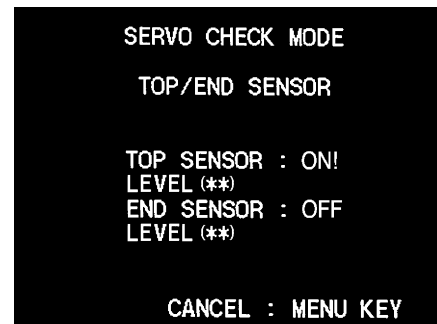 SERVO CHECK MODE
TOP/END SENSOR
TOP SENSOR : ON!
LEVEL (**)
END SENSOR : OFF
LEVEL (**)
CANCEL : MENU KEY